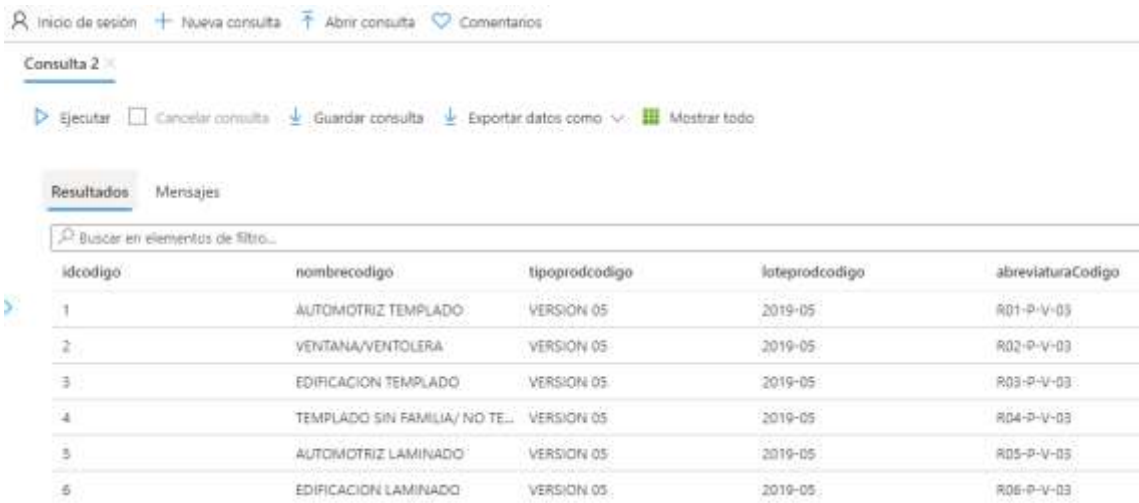 Inicio de sesión Nueva consulta Abrir consulta Comentarios
Consulta 2
Ejecutar Cancelar consulta Guardar consulta Exportar datos como Mostrar todo
Resultados Mensajes
Buscar en elementos de filtro...
idcodigo nombrecodigo tipoprodcodigo loteprodcodigo abreviaturaCodigo
1 AUTOMOTRIZ TEMPLADO VERSION 05 2019-05 R01-P-V-03
2 VENTANA/VENTOLERA VERSION 05 2019-05 R02-P-V-03
3 EDIFICACION TEMPLADO VERSION 05 2019-05 R03-P-V-03
4 TEMPLADO SIN FAMILIA/ NO TE... VERSION 05 2019-05 R04-P-V-03
5 AUTOMOTRIZ LAMINADO VERSION 05 2019-05 R05-P-V-03
6 EDIFICACION LAMINADO VERSION 05 2019-05 R06-P-V-03